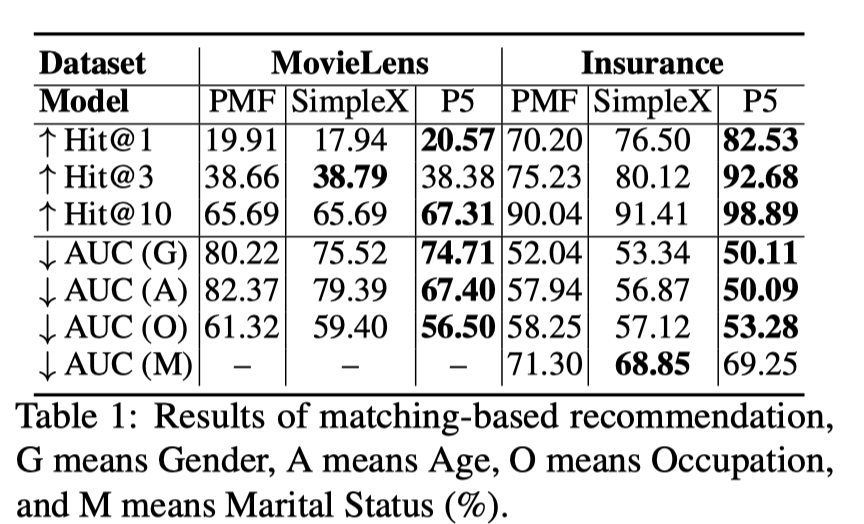 Dataset MovieLens Insurance
Model PMF SimpleX P5 PMF SimpleX P5
↑ Hit@1 19.91 17.94 20.57 70.20 76.50 82.53
↑ Hit@3 38.66 38.79 38.38 75.23 80.12 92.68
↑ Hit@10 65.69 65.69 67.31 90.04 91.41 98.89
↓ AUC (G) 80.22 75.52 74.71 52.04 53.34 50.11
↓ AUC (A) 82.37 79.39 67.40 57.94 56.87 50.09
↓ AUC (O) 61.32 59.40 56.50 58.25 57.12 53.28
↓ AUC (M) – – – 71.30 68.85 69.25
Table 1: Results of matching-based recommendation,
G means Gender, A means Age, O means Occupation,
and M means Marital Status (%).